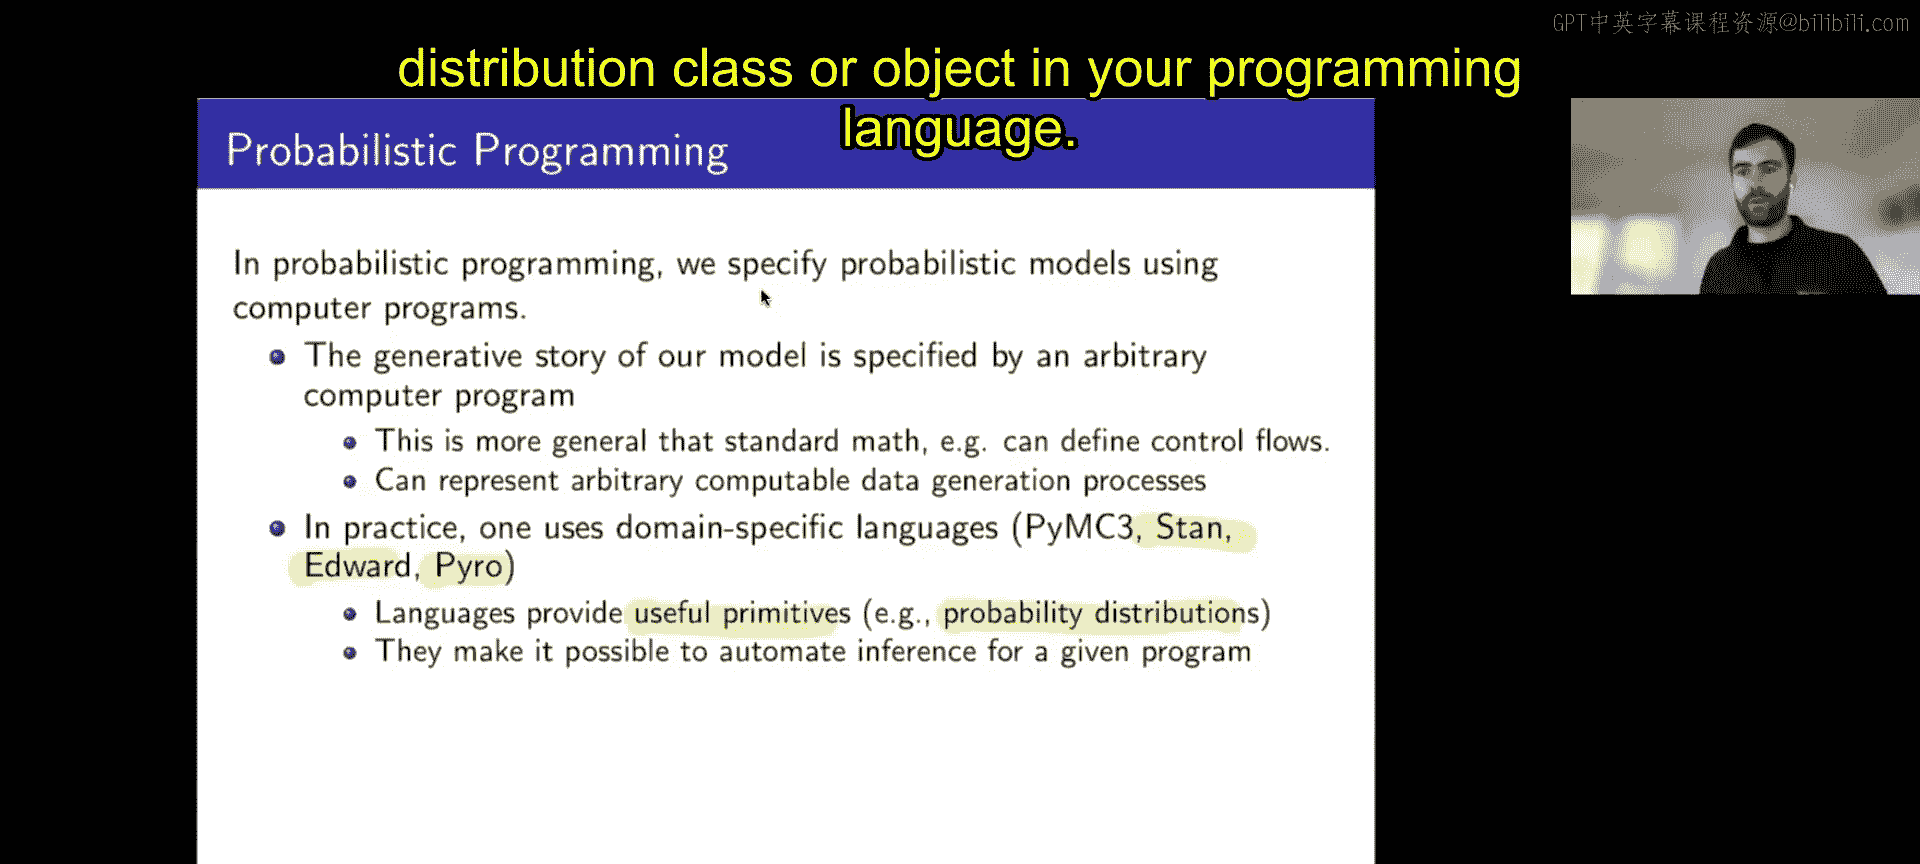 GPT中英字幕课程资源@bilibili.com
distribution class or object in your programming
language.
Probabilistic Programming
In probabilistic programming, we specify probabilistic models using
computer programs.
The generative story of our model is specified by an arbitrary
computer program
This is more general that standard math, e.g. can define control flows.
Can represent arbitrary computable data generation processes
In practice, one uses domain-specific languages (PyMC3, Stan,
Edward, Pyro)
Languages provide useful primitives (e.g., probability distributions)
They make it possible to automate inference for a given program